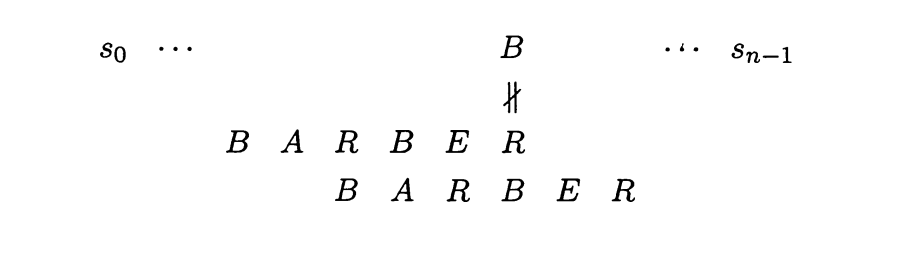 s₀ ⋯ B ⋯ sₙ₋₁
∦
B A R B E R
B A R B E R